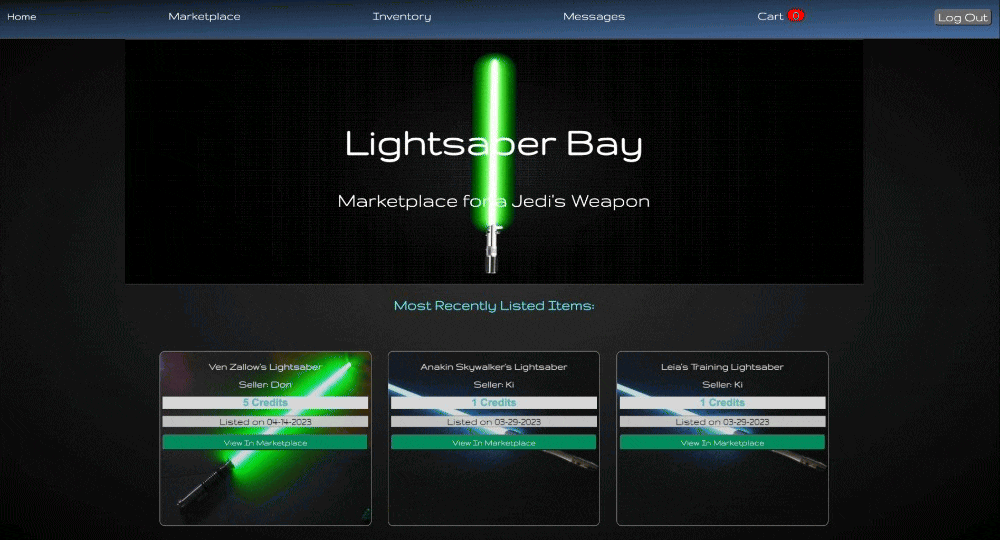 Home Marketplace Inventory Messages Cart 0 Log Out
Lightsaber Bay
Marketplace for a Jedi's Weapon
Most Recently Listed Items:
Ven Zallow's Lightsaber
Seller: Don
5 Credits
Listed on 04-14-2023
View In Marketplace
Anakin Skywalker's Lightsaber
Seller: Ki
1 Credits
Listed on 03-29-2023
View In Marketplace
Leia's Training Lightsaber
Seller: Ki
1 Credits
Listed on 03-29-2023
View In Marketplace